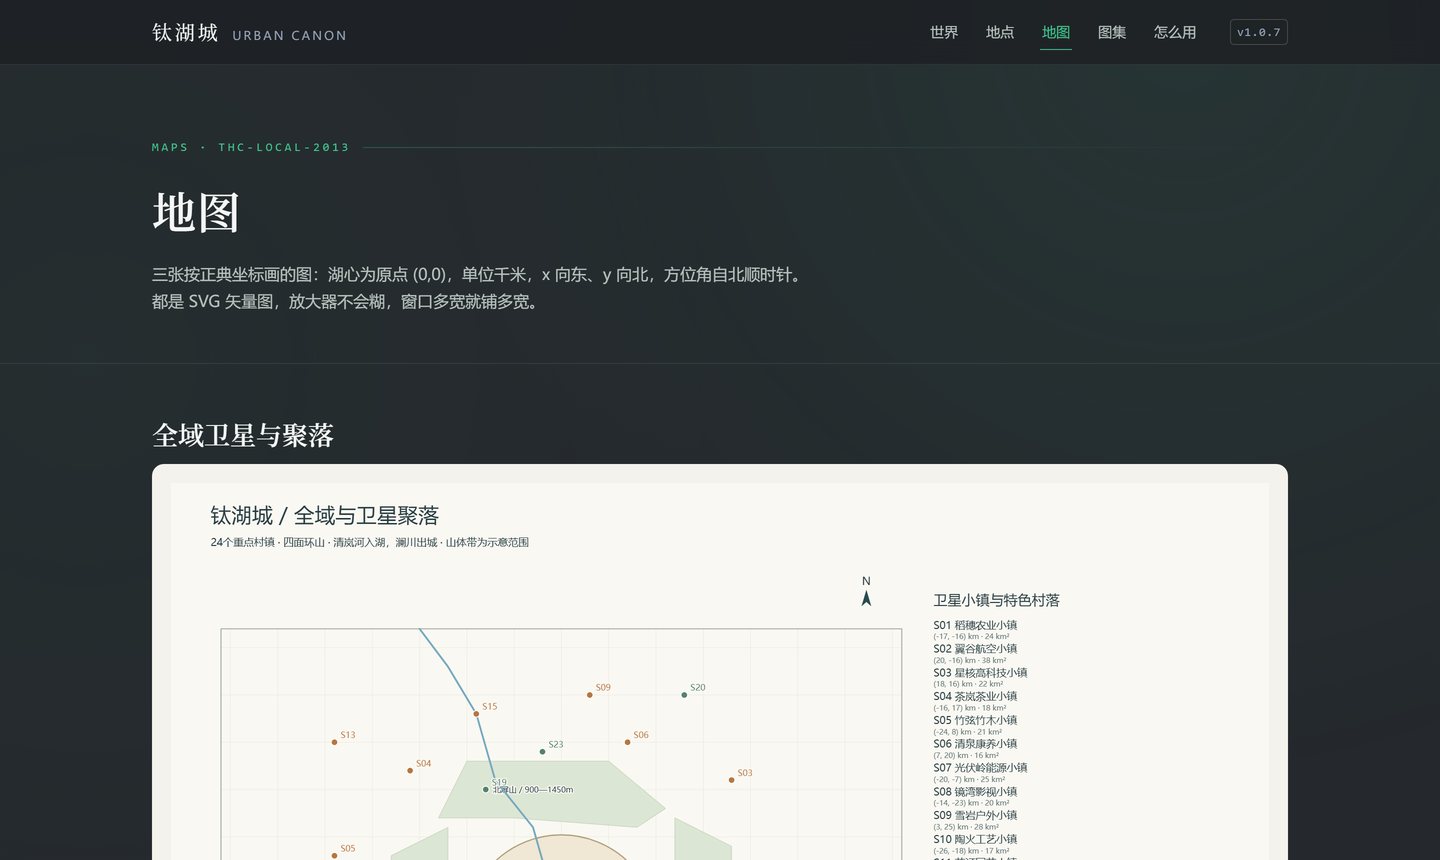 钛湖城 URBAN CANON
世界 地点 地图 图集 怎么用 v1.0.7
MAPS · THC-LOCAL-2013
地图
三张按正典坐标画的图：湖心为原点 (0,0)，单位千米，x 向东、y 向北，方位角自北顺时针。
都是 SVG 矢量图，放大器不会糊，窗口多宽就铺多宽。
全域卫星与聚落
钛湖城 / 全域与卫星聚落
24个重点村镇 · 四面环山 · 清岚河入湖，澜川出城 · 山体带为示意范围
N
S09
S20
S15
S13
S23
S06
S04
S03
S19
/ 900—1450m
S05
卫星小镇与特色村落
S01 稻穗农业小镇
(-17, -16) km · 24 km²
S02 翼谷航空小镇
(20, -16) km · 38 km²
S03 星核高科技小镇
(18, 16) km · 22 km²
S04 茶岚茶业小镇
(-16, 17) km · 18 km²
S05 竹弦竹木小镇
(-24, 8) km · 21 km²
S06 清泉康养小镇
(7, 20) km · 16 km²
S07 光伏岭能源小镇
(-20, -7) km · 25 km²
S08 镜湾影视小镇
(-14, -23) km · 20 km²
S09 雪岩户外小镇
(3, 25) km · 28 km²
S10 陶火工艺小镇
(-26, -18) km · 17 km²